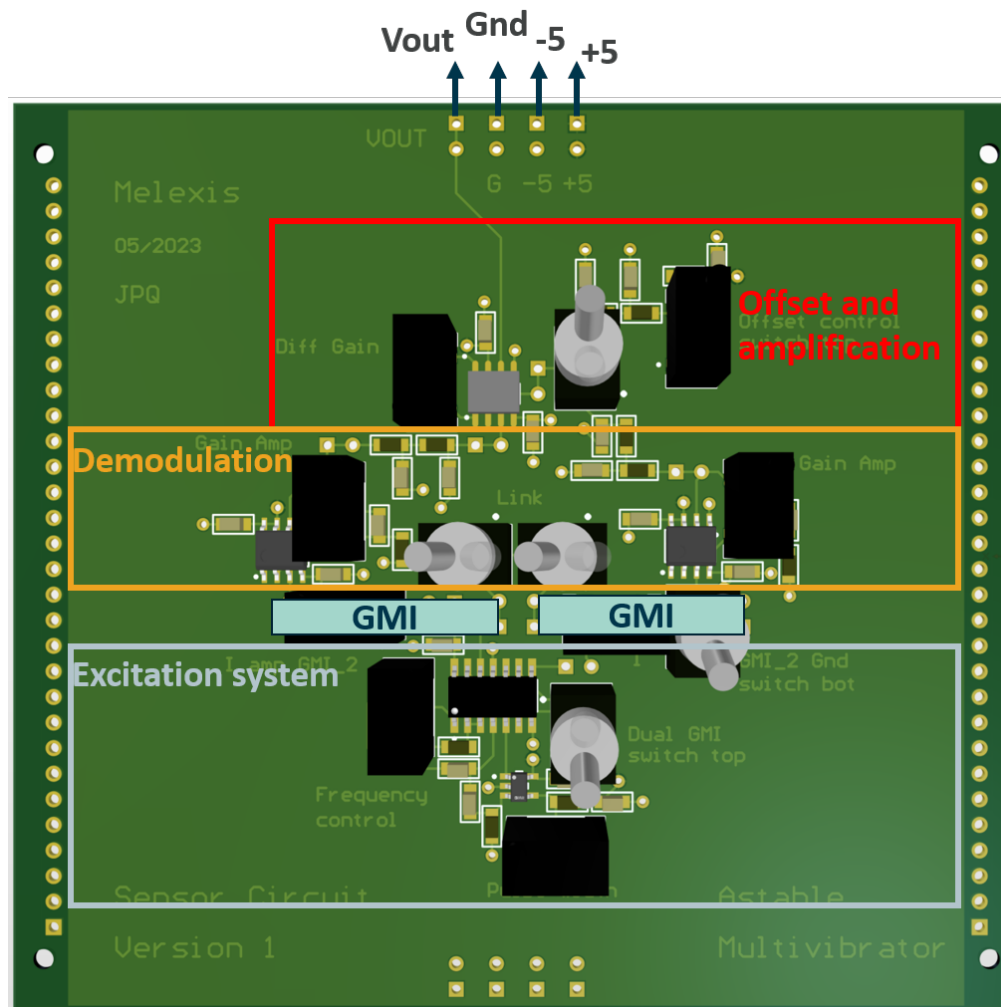 Vout Gnd -5 +5
VOUT
G -5 +5
Melexis
05/2023
JPQ
Offset and
amplification
Offset control
Diff Gain
Gain Amp
Demodulation
Gain Amp
Link
GMI GMI
Excitation system
GMI_2 Gnd
switch bot
Dual GMI
switch top
Frequency
control
Sensor Circuit
Astable
Version 1
Multivibrator